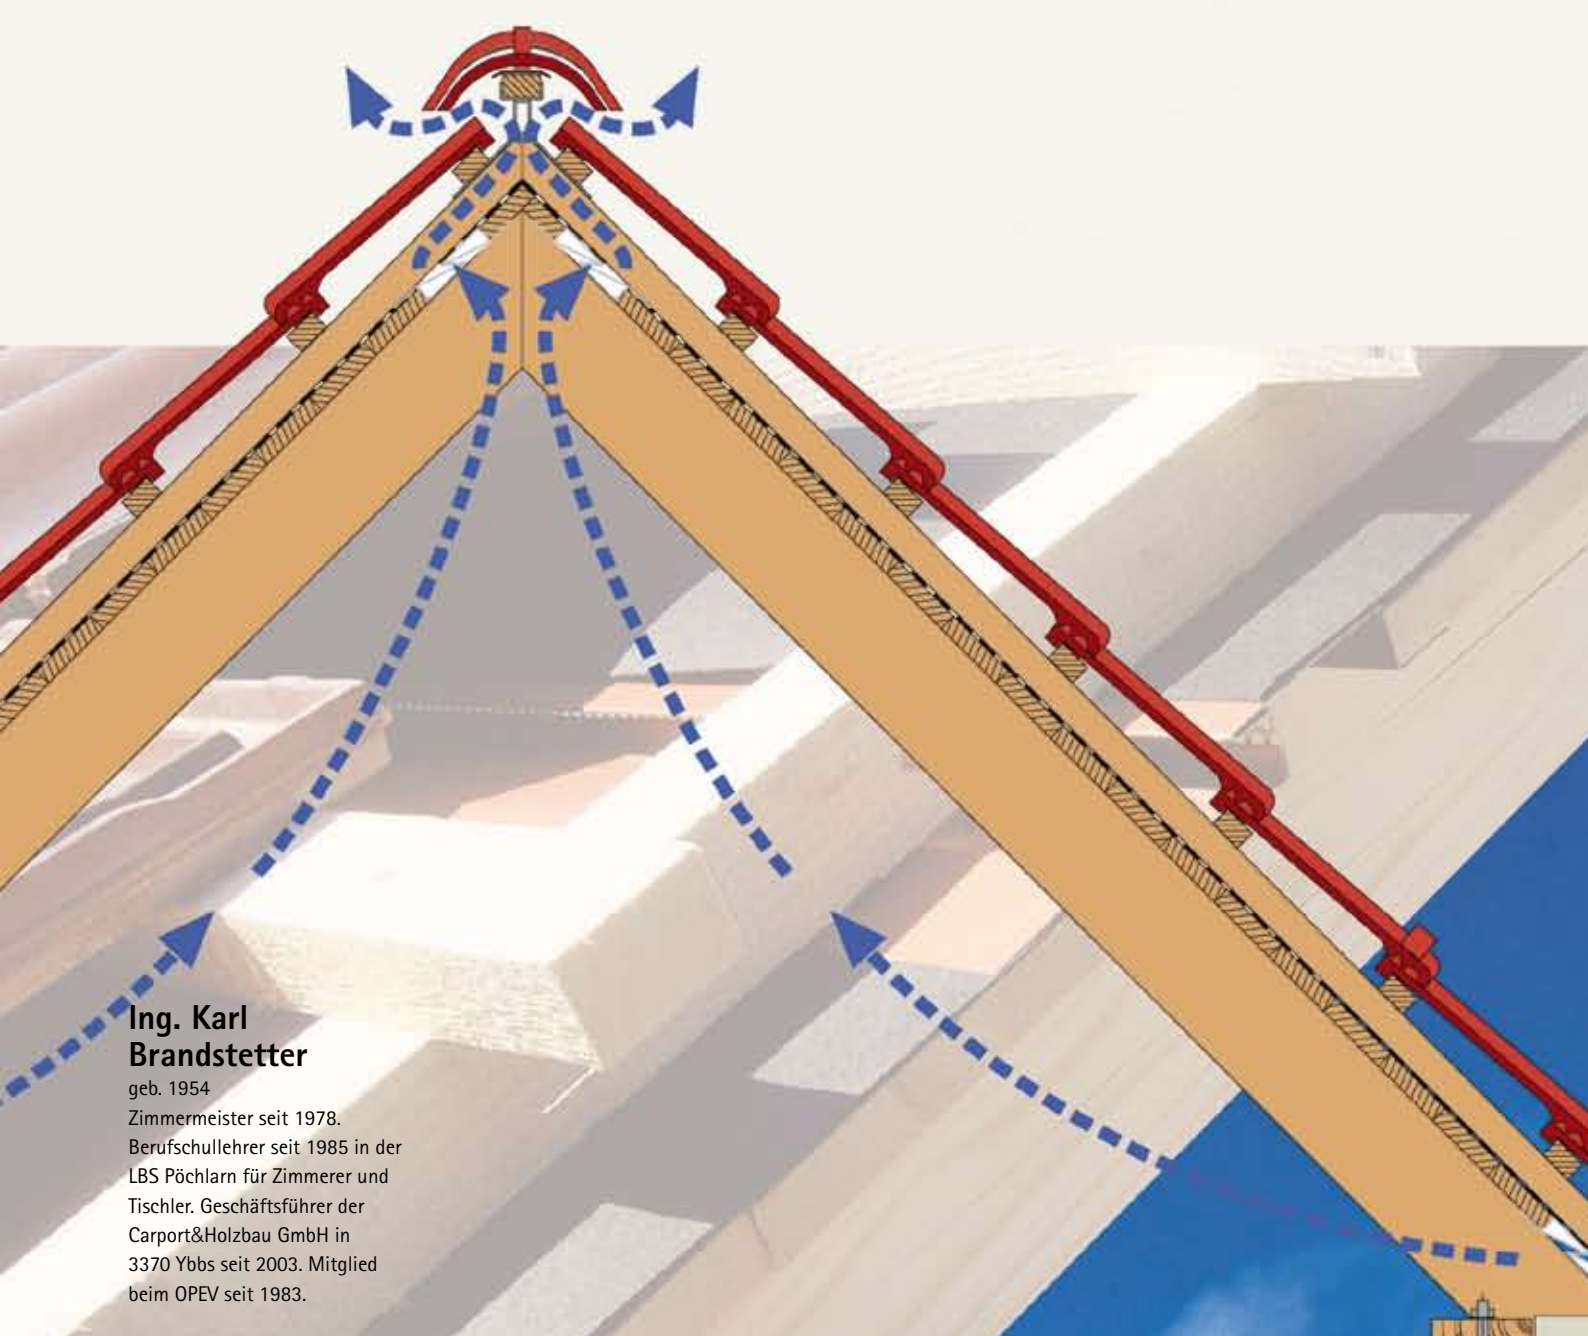 Ing. Karl
Brandstetter
geb. 1954
Zimmermeister seit 1978.
Berufschullehrer seit 1985 in der
LBS Pöchlarn für Zimmerer und
Tischler. Geschäftsführer der
Carport&Holzbau GmbH in
3370 Ybbs seit 2003. Mitglied
beim OPEV seit 1983.